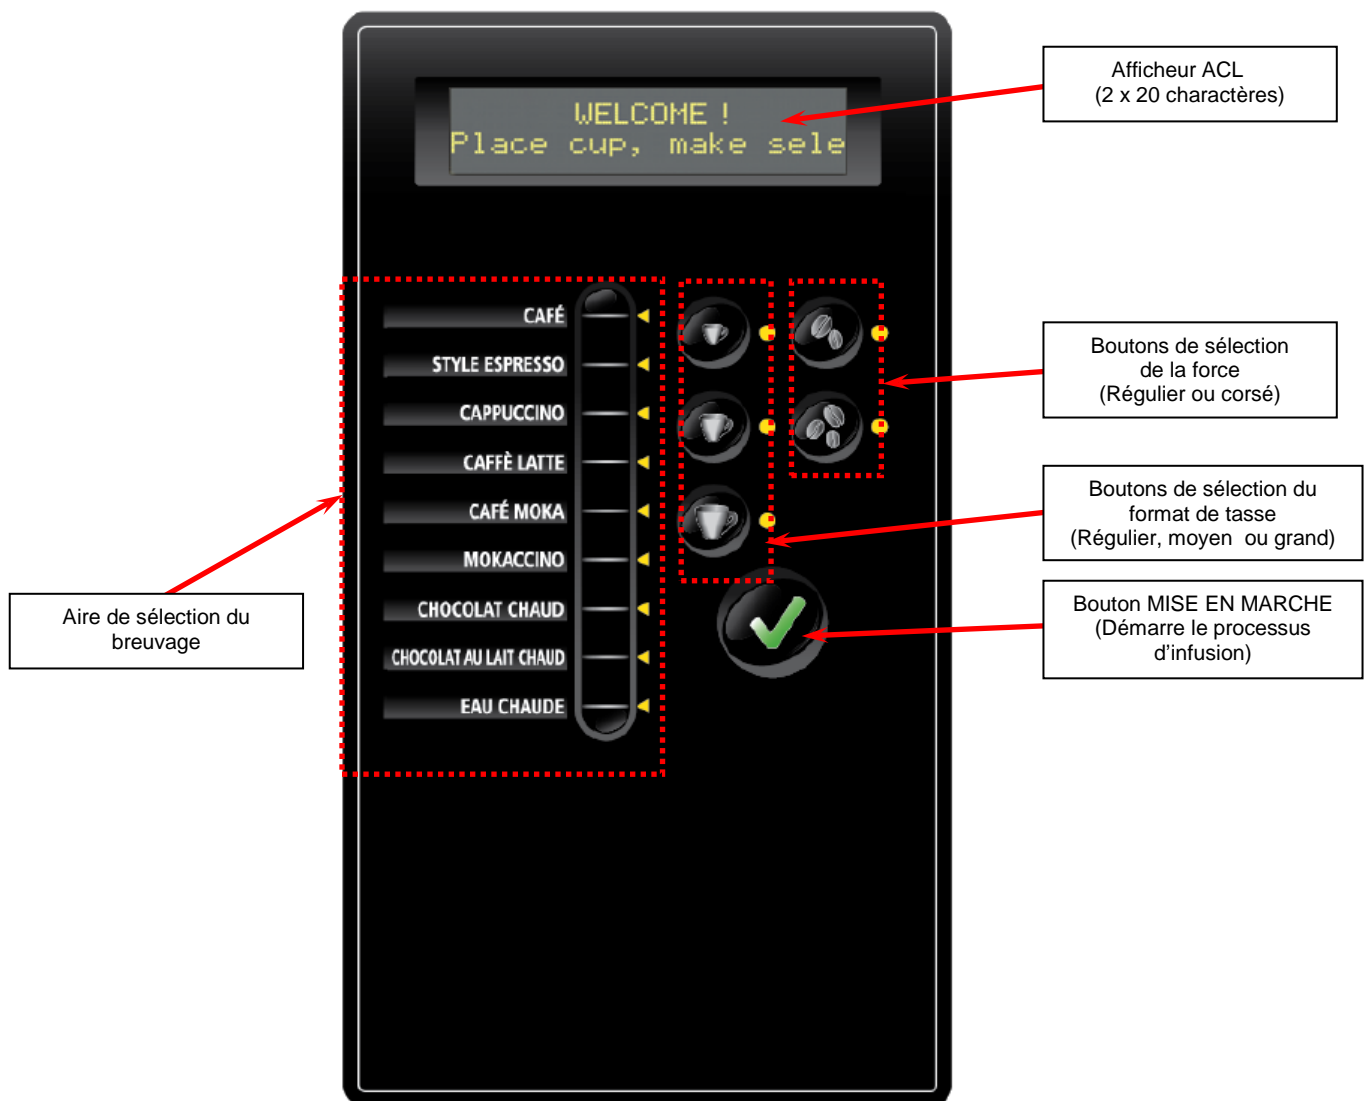 WELCOME !
Place cup, make sele
Afficheur ACL
(2 x 20 charactères)
CAFÉ
STYLE ESPRESSO
CAPPUCCINO
CAFFÈ LATTE
CAFÉ MOKA
MOKACCINO
CHOCOLAT CHAUD
CHOCOLAT AU LAIT CHAUD
EAU CHAUDE
Boutons de sélection
de la force
(Régulier ou corsé)
Boutons de sélection du
format de tasse
(Régulier, moyen ou grand)
Bouton MISE EN MARCHE
(Démarre le processus
d'infusion)
Aire de sélection du
breuvage